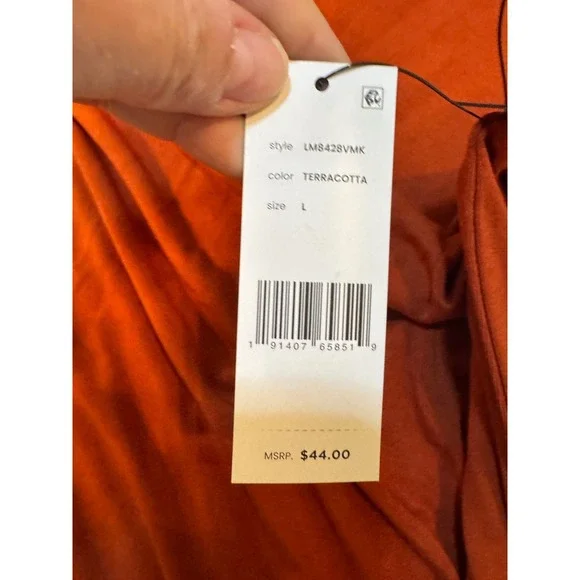 style LM8428VMK
color TERRACOTTA
size L
1 91407 65851 9
MSRP. $44.00